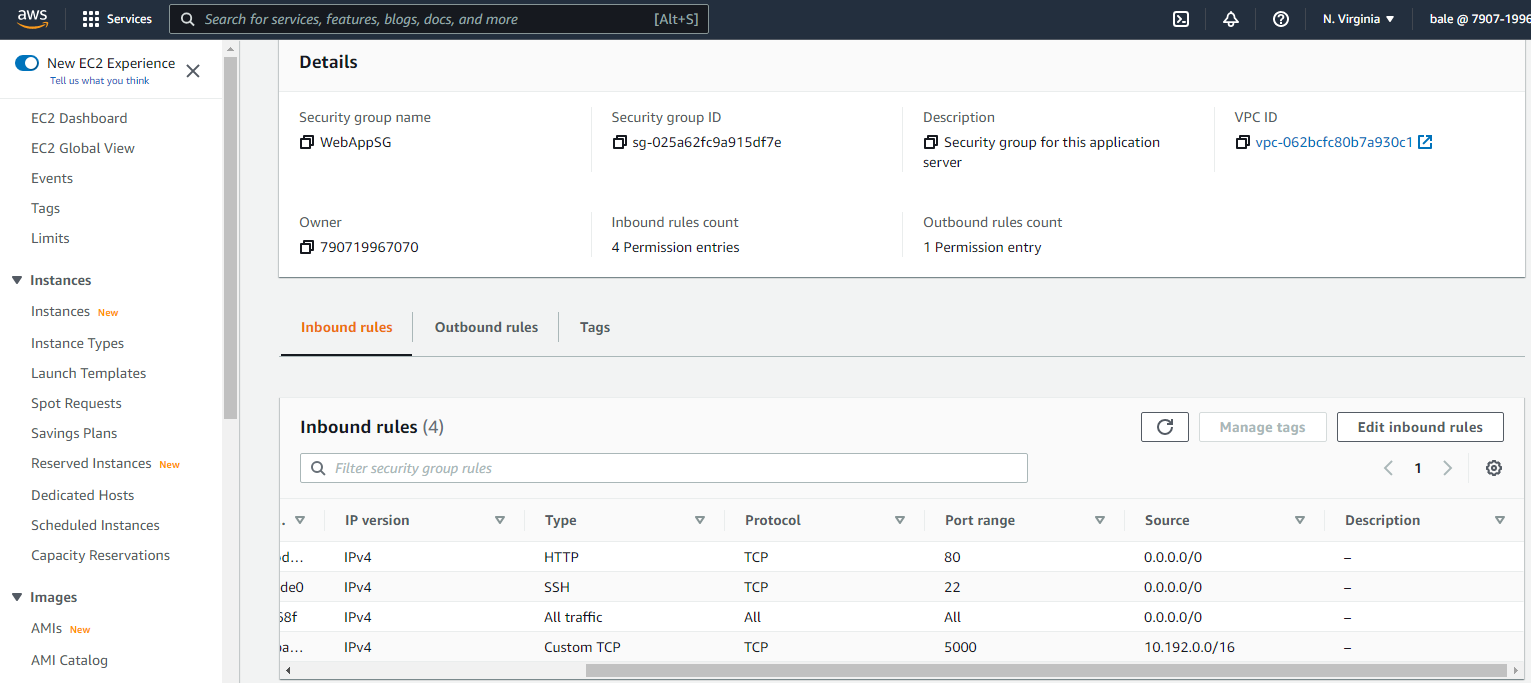 aws
Services
Search for services, features, blogs, docs, and more [Alt+S]
N. Virginia
bale @ 7907-1996
New EC2 Experience
Tell us what you think
EC2 Dashboard
EC2 Global View
Events
Tags
Limits
Instances
Instances New
Instance Types
Launch Templates
Spot Requests
Savings Plans
Reserved Instances New
Dedicated Hosts
Scheduled Instances
Capacity Reservations
Images
AMIs New
AMI Catalog
Details
Security group name
WebAppSG
Security group ID
sg-025a62fc9a915df7e
Description
Security group for this application
server
VPC ID
vpc-062bcfc80b7a930c1
Owner
790719967070
Inbound rules count
4 Permission entries
Outbound rules count
1 Permission entry
Inbound rules Outbound rules Tags
Inbound rules (4)
Manage tags
Edit inbound rules
Filter security group rules
1
. IP version Type Protocol Port range Source Description
d... IPv4 HTTP TCP 80 0.0.0.0/0 –
de0 IPv4 SSH TCP 22 0.0.0.0/0 –
8f IPv4 All traffic All All 0.0.0.0/0 –
a... IPv4 Custom TCP TCP 5000 10.192.0.0/16 –